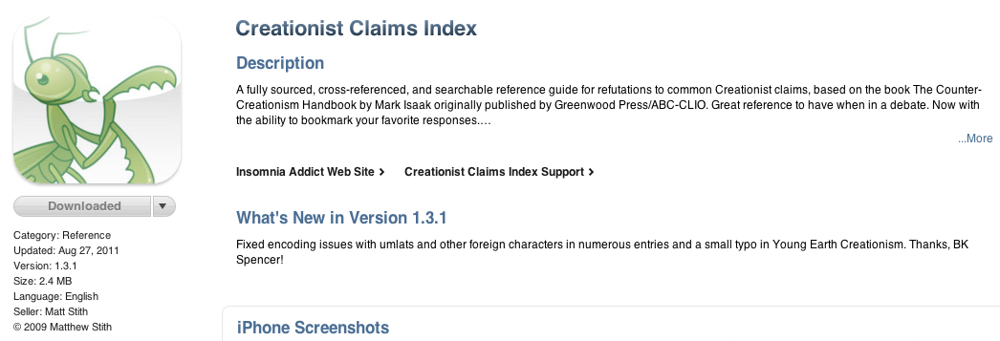 Creationist Claims Index
Description
A fully sourced, cross-referenced, and searchable reference guide for refutations to common Creationist claims, based on the book The Counter-
Creationism Handbook by Mark Isaak originally published by Greenwood Press/ABC-CLIO. Great reference to have when in a debate. Now with
the ability to bookmark your favorite responses....
...More
Insomnia Addict Web Site
Creationist Claims Index Support
Downloaded
What's New in Version 1.3.1
Fixed encoding issues with umlats and other foreign characters in numerous entries and a small typo in Young Earth Creationism. Thanks, BK
Spencer!
Category: Reference
Updated: Aug 27, 2011
Version: 1.3.1
Size: 2.4 MB
Language: English
Seller: Matt Stith
© 2009 Matthew Stith
iPhone Screenshots